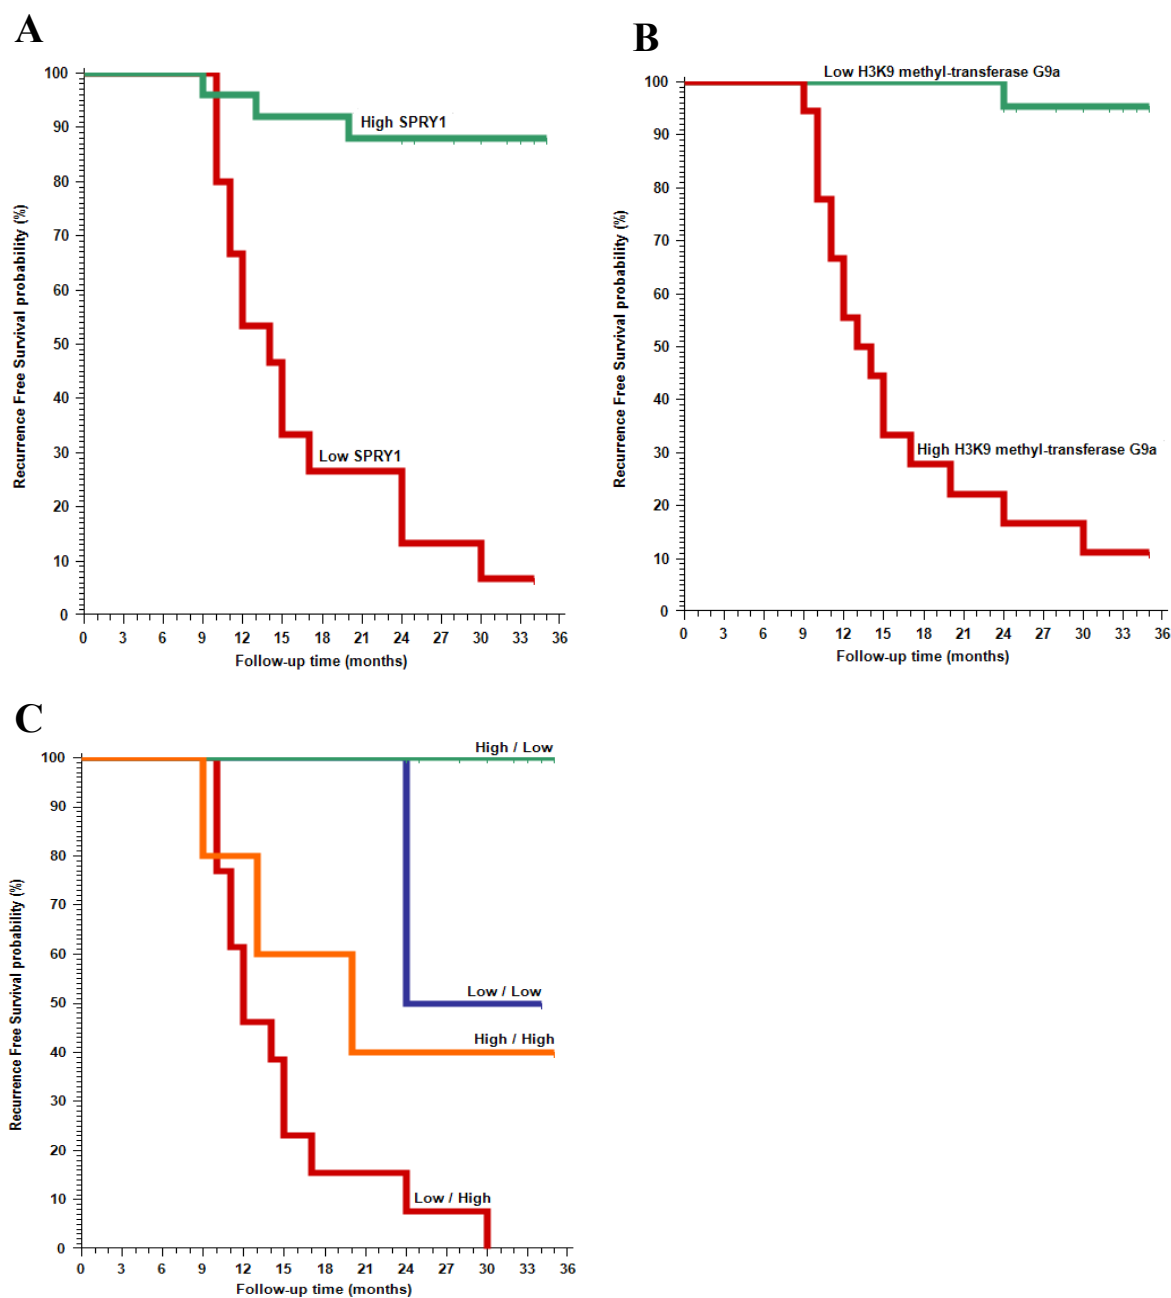 A
Recurrence Free Survival probability (%)
100
90
80
70
60
50
40
30
20
10
0
High SPRY1
Low SPRY1
0 3 6 9 12 15 18 21 24 27 30 33 36
Follow-up time (months)
B
Recurrence Free Survival probability (%)
100
90
80
70
60
50
40
30
20
10
0
Low H3K9 methyl-transferase G9a
High H3K9 methyl-transferase G9a
0 3 6 9 12 15 18 21 24 27 30 33 36
Follow-up time (months)
C
Recurrence Free Survival probability (%)
100
90
80
70
60
50
40
30
20
10
0
High / Low
Low / Low
High / High
Low / High
0 3 6 9 12 15 18 21 24 27 30 33 36
Follow-up time (months)